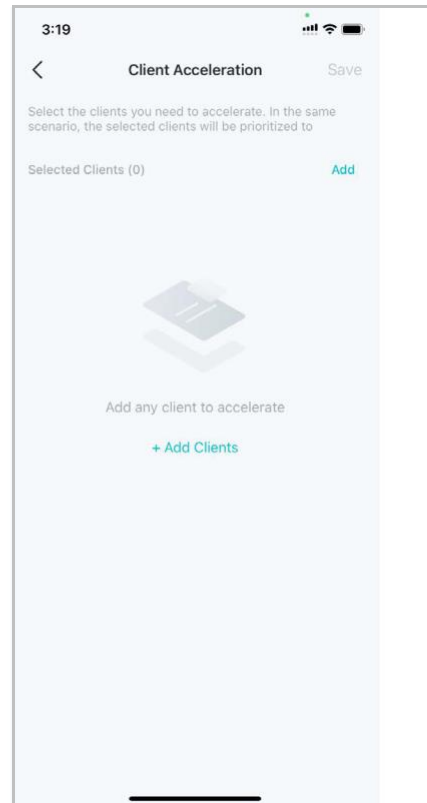 3:19
Client Acceleration
Save
Select the clients you need to accelerate. In the same
scenario, the selected clients will be prioritized to
Selected Clients (0)
Add
Add any client to accelerate
+ Add Clients